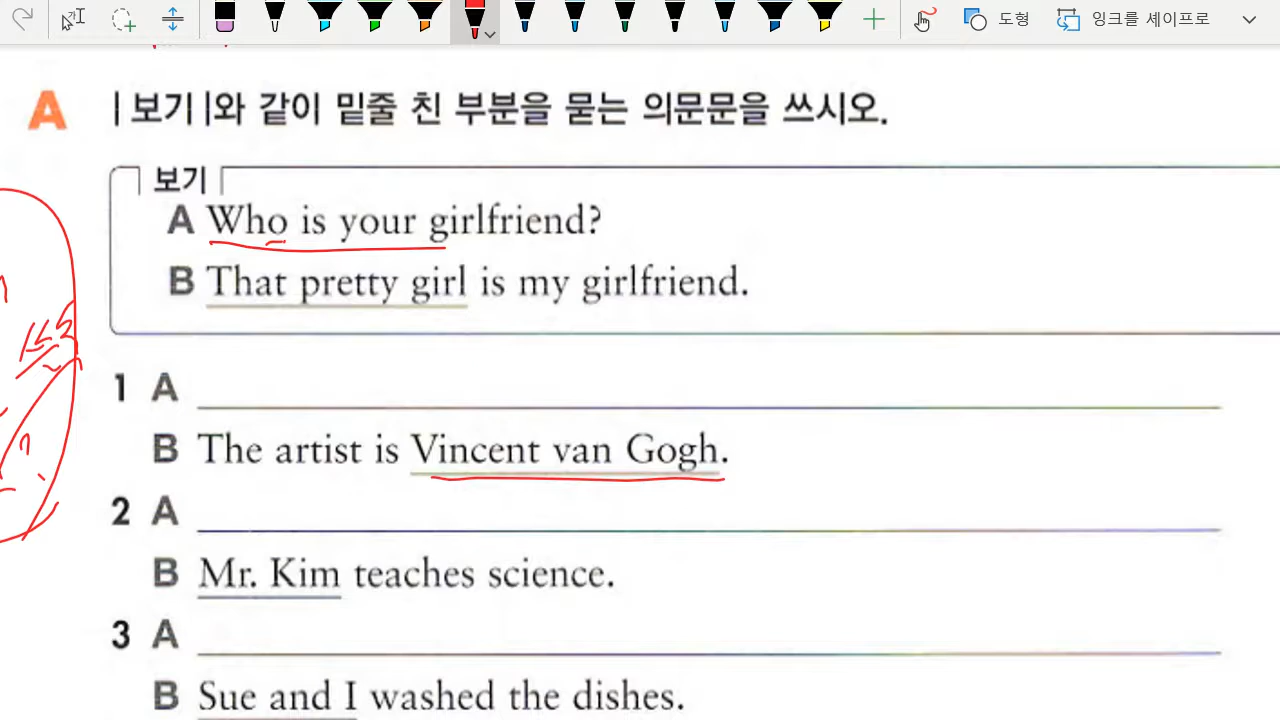 도형
잉크를 셰이프로
A | 보기 |와 같이 밑줄 친 부분을 묻는 의문문을 쓰시오.
보기
A Who is your girlfriend?
B That pretty girl is my girlfriend.
1 A
B The artist is Vincent van Gogh.
2 A
B Mr. Kim teaches science.
3 A
B Sue and I washed the dishes.